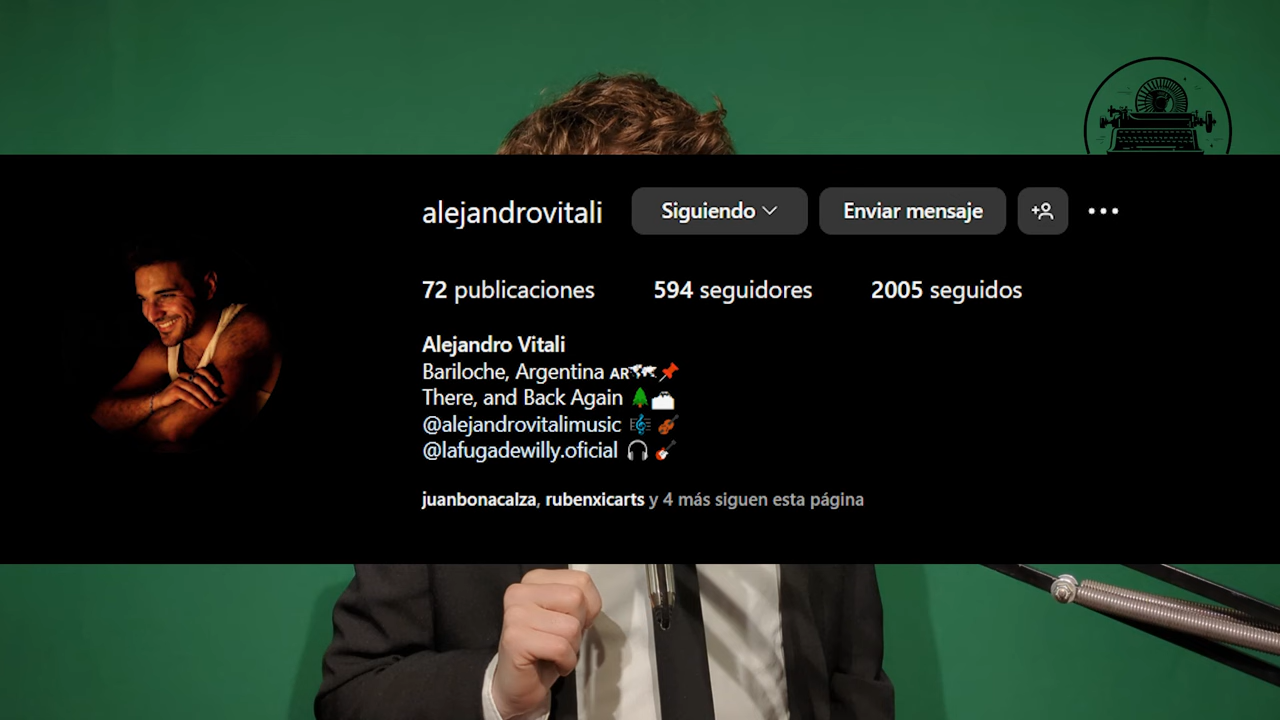 alejandrovitali Siguiendo Enviar mensaje
72 publicaciones 594 seguidores 2005 seguidos
Alejandro Vitali
Bariloche, Argentina AR🗺️📌
There, and Back Again 🌲🏔️
@alejandrovitalimusic 🎼 🎻
@lafugadewilly.oficial 🎧 🎸
juanbonacalza, rubenxicarts y 4 más siguen esta página